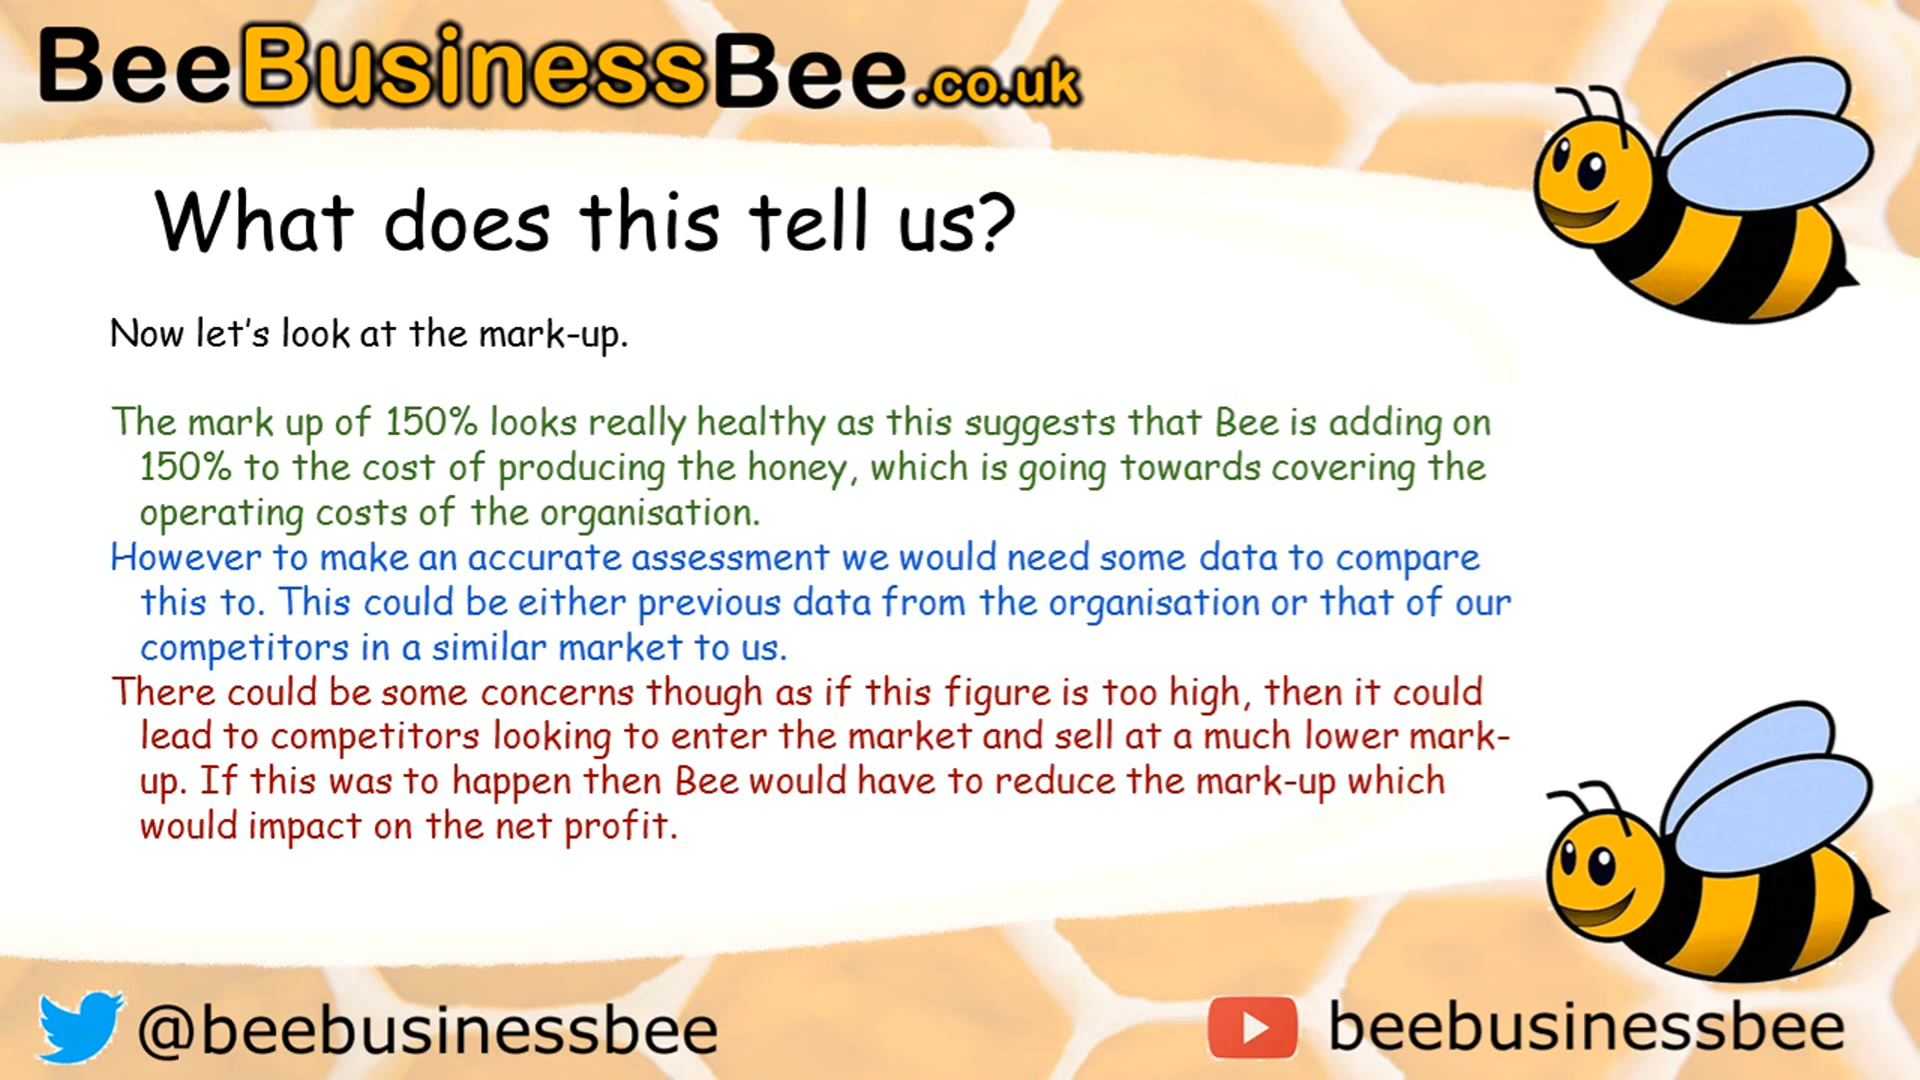 BeeBusinessBee.co.uk
What does this tell us?
Now let's look at the mark-up.
The mark up of 150% looks really healthy as this suggests that Bee is adding on
150% to the cost of producing the honey, which is going towards covering the
operating costs of the organisation.
However to make an accurate assessment we would need some data to compare
this to. This could be either previous data from the organisation or that of our
competitors in a similar market to us.
There could be some concerns though as if this figure is too high, then it could
lead to competitors looking to enter the market and sell at a much lower mark-
up. If this was to happen then Bee would have to reduce the mark-up which
would impact on the net profit.
@beebusinessbee
beebusinessbee